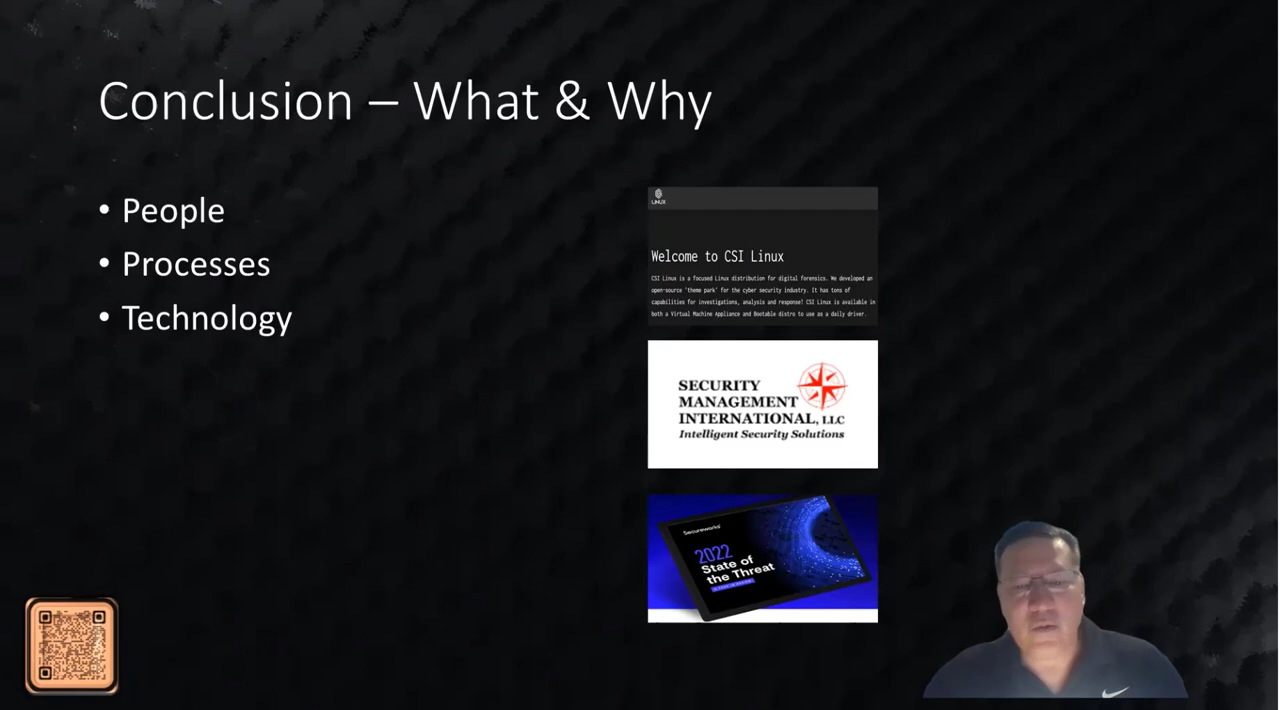 Conclusion – What & Why
• People
• Processes
• Technology
LINUX
Welcome to CSI Linux
CSI Linux is a focused Linux distribution for digital forensics. We developed an
open-source 'theme park' for the cyber security industry. It has tons of
capabilities for investigations, analysis and response! CSI Linux is available in
both a Virtual Machine Appliance and Bootable distro to use as a daily driver.
SECURITY
MANAGEMENT
INTERNATIONAL, LLC
Intelligent Security Solutions
Secureworks
2022
State of
the Threat